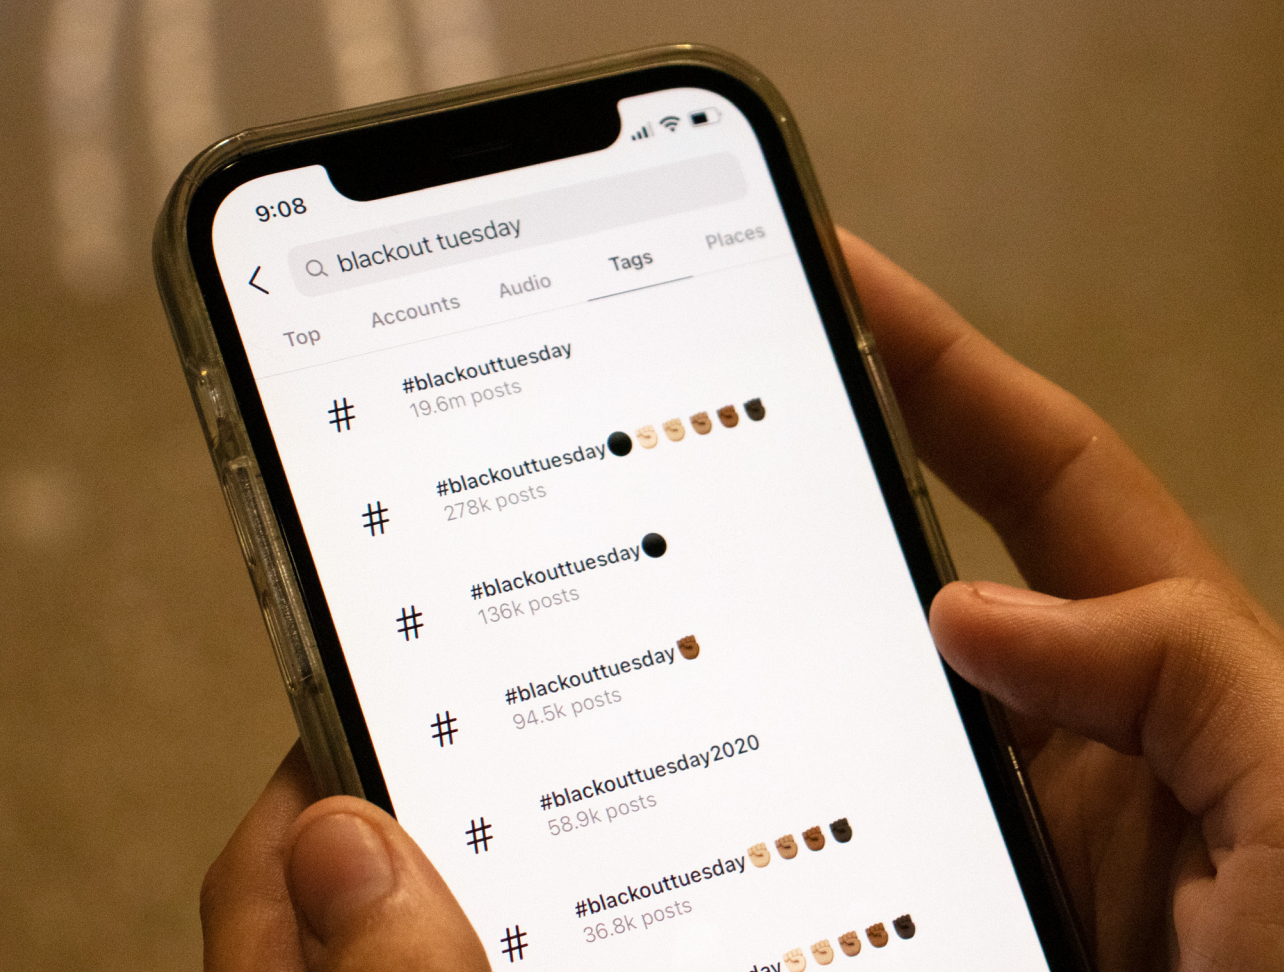 9:08
blackout tuesday
Top Accounts Audio Tags Places
# #blackouttuesday
19.6m posts
# #blackouttuesday⚫✊🏻✊🏼✊🏽✊🏾✊🏿
278k posts
# #blackouttuesday⚫
136k posts
# #blackouttuesday✊🏾
94.5k posts
# #blackouttuesday2020
58.9k posts
# #blackouttuesday✊🏼✊🏽✊🏾✊🏿
36.8k posts
day✊🏻✊🏼✊🏽✊🏾✊🏿